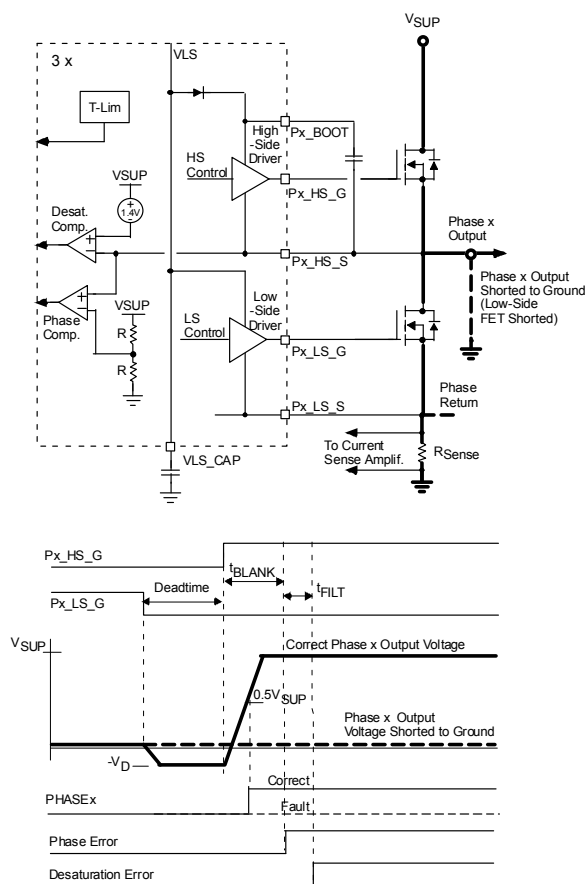 VSUP
3 x
VLS
T-Lim
High
-Side
Driver
Px_BOOT
HS
Control
Px_HS_G
VSUP
1.4V
Desat.
Comp.
Phase x
Output
Px_HS_S
Phase x Output
Shorted to Ground
(Low-Side
FET Shorted)
VSUP
Phase
Comp.
R
R
LS
Control
Low-
-Side
Driver
Px_LS_G
Phase
Return
Px_LS_S
To Current
Sense Amplif.
RSense
VLS_CAP
Px_HS_G
tBLANK
Deadtime
tFILT
Px_LS_G
VSUP
Correct Phase x Output Voltage
0.5VSUP
Phase x Output
Voltage Shorted to Ground
-VD
Correct
PHASEx
Fault
Phase Error
Desaturation Error